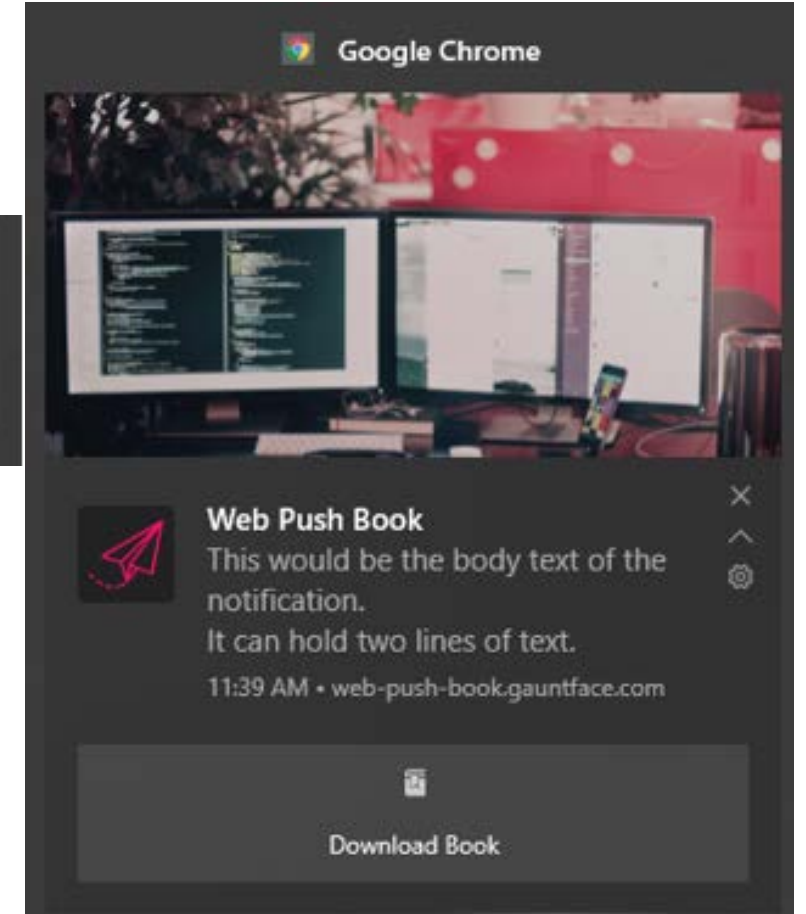 Google Chrome
Web Push Book
This would be the body text of the
notification.
It can hold two lines of text.
11:39 AM • web-push-book.gauntface.com
Download Book